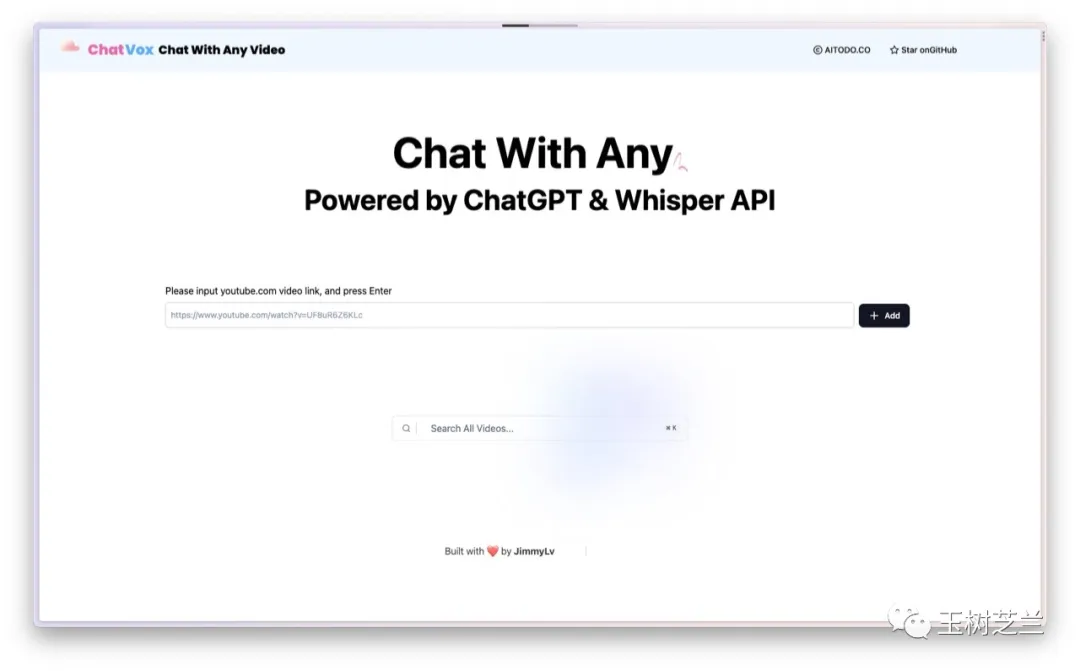 ChatVox Chat With Any Video
© AITODO.CO
Star onGitHub
Chat With Any
Powered by ChatGPT & Whisper API
Please input youtube.com video link, and press Enter
https://www.youtube.com/watch?v=UF8uR6Z6KLc
+ Add
Search All Videos...
⌘ K
Built with ❤️ by JimmyLv
玉树芝兰